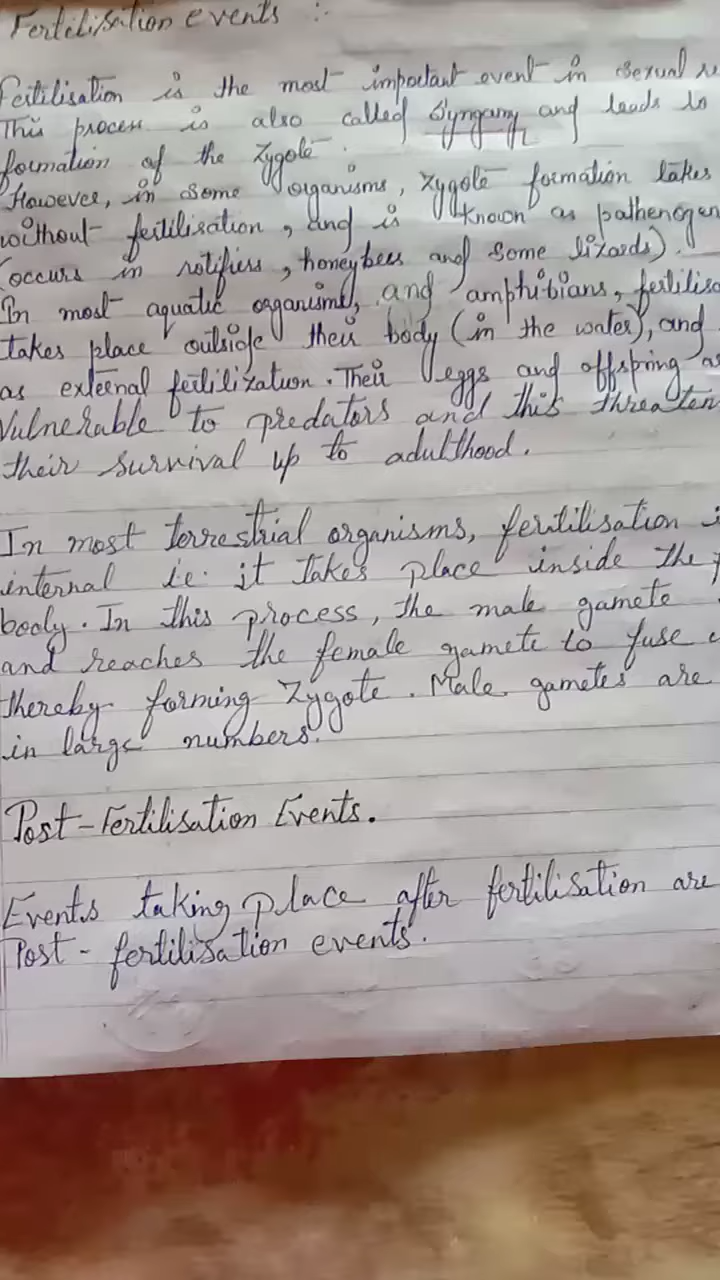 Fertilisation events :-
Fertilisation is the most important event in sexual
This process is also called Syngamy and leads to
formation of the Zygote.
However, in some organisms, zygote formation takes
without fertilisation, and is known as pathenogen
(occurs in rotifiers, honeybees and some lizards).
In most aquatic organisms, and amphibians, fertilisa
takes place outside their body (in the water), and
as external fertilization. Their eggs and offspring
Vulnerable to predators and this threaten
their survival up to adulthood.
In most terrestrial organisms, fertilisation is
internal i.e. it takes place inside the
body. In this process, the male gamete
and reaches the female gamete to fuse
thereby forming Zygote. Male gametes are
in large numbers.
Post-Fertilisation Events.
Events taking place after fertilisation are
Post-fertilisation events.